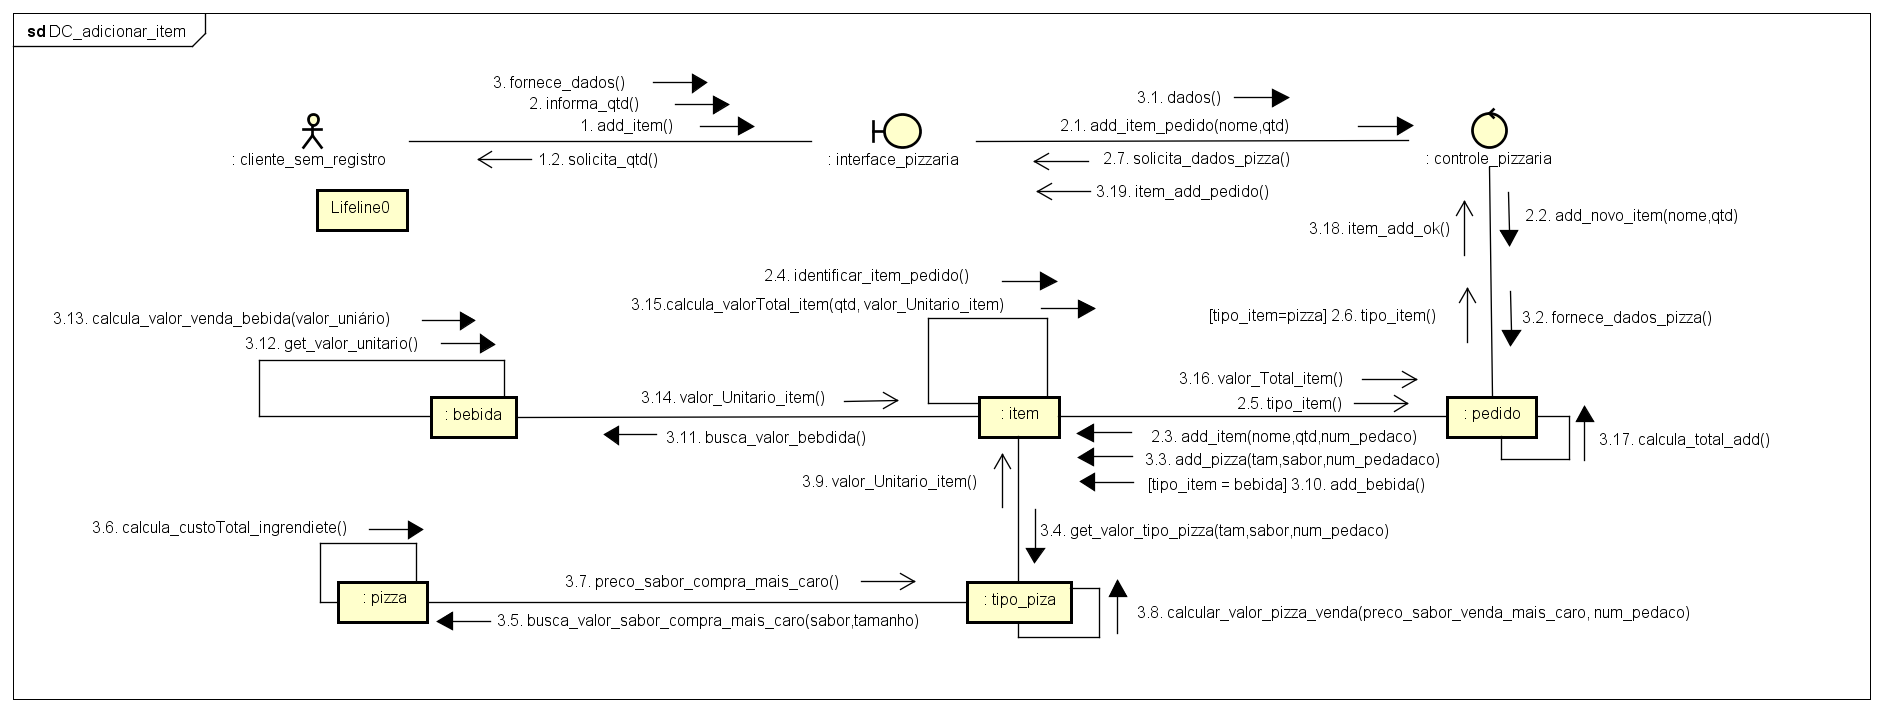 sd DC_adicionar_item
3. fornece_dados()
2. informa_qtd()
1. add_item()
: cliente_sem_registro
1.2. solicita_qtd()
: interface_pizzaria
3.1. dados()
2.1. add_item_pedido(nome,qtd)
2.7. solicita_dados_pizza()
: controle_pizzaria
3.19. item_add_pedido()
Lifeline0
3.18. item_add_ok()
2.2. add_novo_item(nome,qtd)
2.4. identificar_item_pedido()
3.15.calcula_valorTotal_item(qtd, valor_Unitario_item)
[tipo_item=pizza] 2.6. tipo_item()
3.2. fornece_dados_pizza()
3.13. calcula_valor_venda_bebida(valor_uniário)
3.12. get_valor_unitario()
3.16. valor_Total_item()
3.14. valor_Unitario_item()
2.5. tipo_item()
: bebida
: item
: pedido
3.11. busca_valor_bebdida()
2.3. add_item(nome,qtd,num_pedaco)
3.17. calcula_total_add()
3.3. add_pizza(tam,sabor,num_pedadaco)
3.9. valor_Unitario_item()
[tipo_item = bebida] 3.10. add_bebida()
3.6. calcula_custoTotal_ingrendiete()
3.4. get_valor_tipo_pizza(tam,sabor,num_pedaco)
3.7. preco_sabor_compra_mais_caro()
: pizza
: tipo_piza
3.8. calcular_valor_pizza_venda(preco_sabor_venda_mais_caro, num_pedaco)
3.5. busca_valor_sabor_compra_mais_caro(sabor,tamanho)